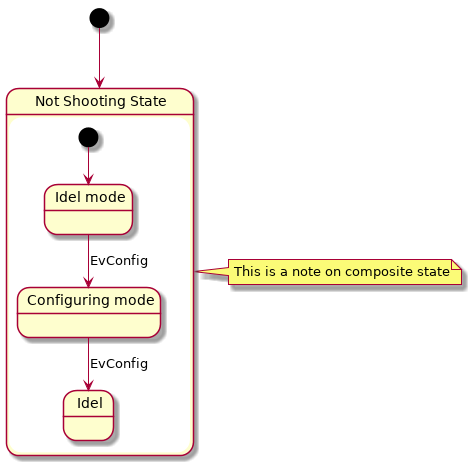 Not Shooting State
Idel mode
EvConfig
This is a note on composite state
Configuring mode
EvConfig
Idel